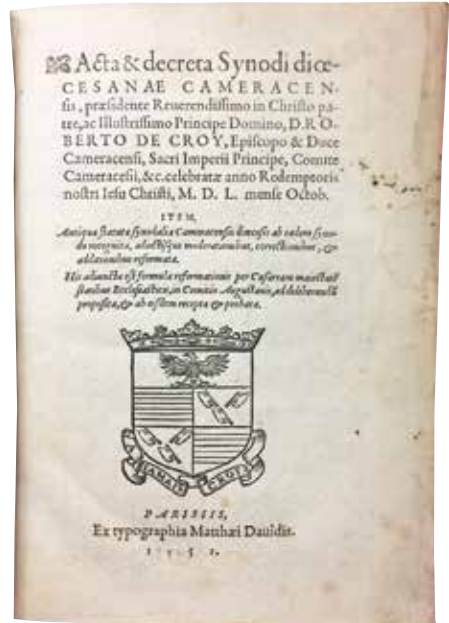 Acta & decreta Synodi diœ-
CESANAE CAMERACEN-
sis, præsidente Reuerendissimo in Christo pa-
tre, ac Illustrissimo Principe Domino, D. RO-
BERTO DE CROY, Episcopo & Duce
Cameracensi, Sacri Imperii Principe, Comite
Cameracesii, &c. celebratæ anno Redemptoris
nostri Iesu Christi, M. D. L. mense Octob.
ITEM,
Antiqua statuta synodalia Cameracensis diœcesis ab eadem syno-
do recognita, adiectisque moderationibus, correctionibus, &
additionibus reformata.
His adiuncta est formula reformationis per Cæsaream maiestatē
statibus Ecclesiasticis, in Comitiis Augustanis, ad deliberandū
proposita, & ab eisdem recepta & probata.
A IAMAIS CROY
PARISIIS,
Ex typographia Matthæi Dauidis.
1551.